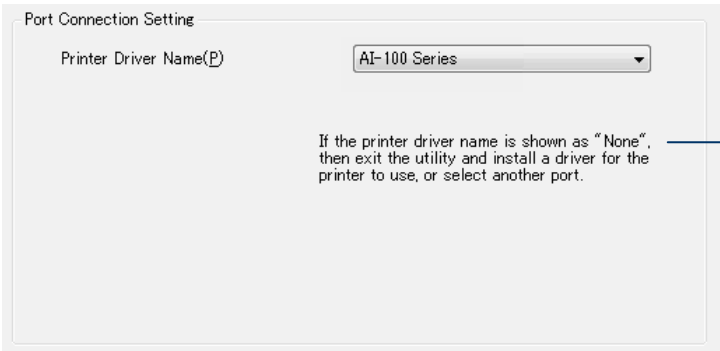 Port Connection Setting
Printer Driver Name(P)
AI-100 Series
If the printer driver name is shown as "None",
then exit the utility and install a driver for the
printer to use, or select another port.